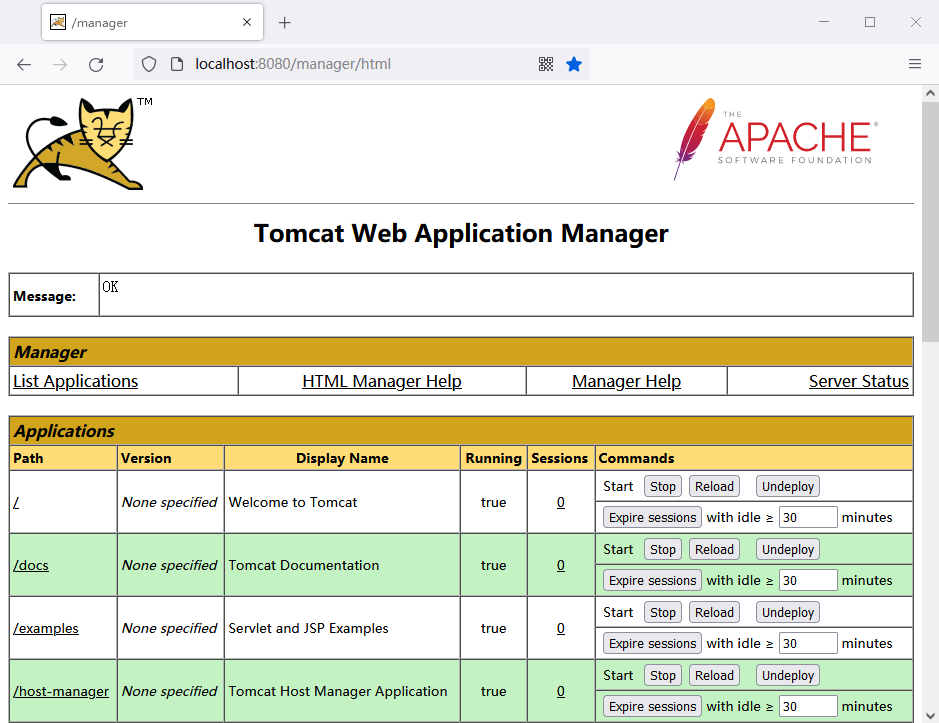 /manager
localhost:8080/manager/html
TM
THE
APACHE®
SOFTWARE FOUNDATION
Tomcat Web Application Manager
Message: OK
Manager
List Applications HTML Manager Help Manager Help Server Status
Applications
Path Version Display Name Running Sessions Commands
Start Stop Reload Undeploy
/ None specified Welcome to Tomcat true 0
Expire sessions with idle ≥ 30 minutes
Start Stop Reload Undeploy
/docs None specified Tomcat Documentation true 0
Expire sessions with idle ≥ 30 minutes
Start Stop Reload Undeploy
/examples None specified Servlet and JSP Examples true 0
Expire sessions with idle ≥ 30 minutes
Start Stop Reload Undeploy
/host-manager None specified Tomcat Host Manager Application true 0
Expire sessions with idle ≥ 30 minutes